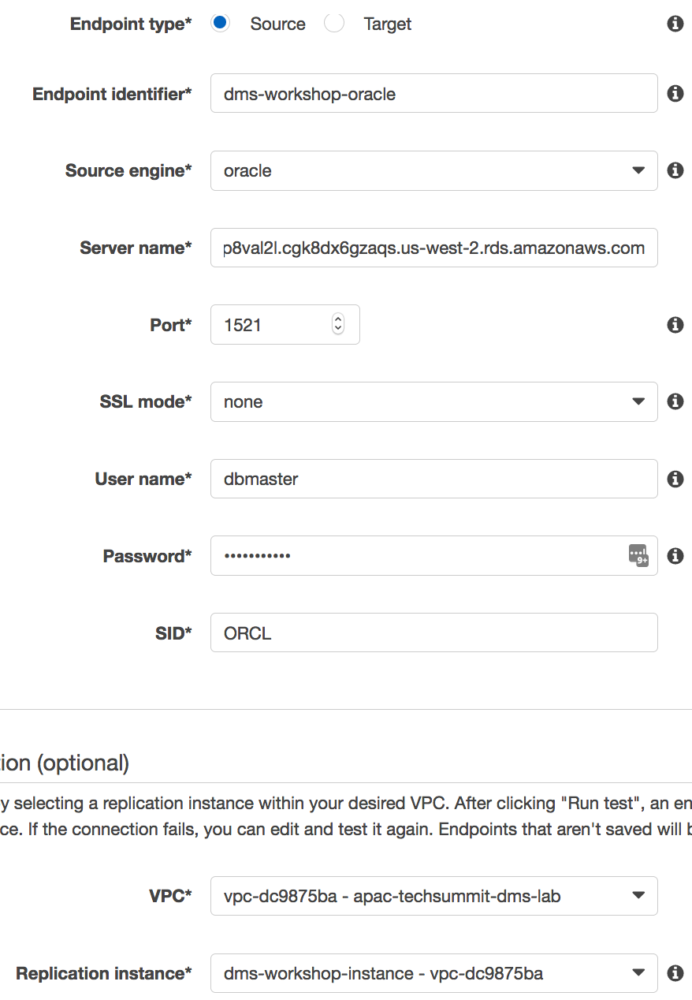 Endpoint type* Source Target
Endpoint identifier* dms-workshop-oracle
Source engine* oracle
Server name* p8val2l.cgk8dx6gzaqs.us-west-2.rds.amazonaws.com
Port* 1521
SSL mode* none
User name* dbmaster
Password* •••••••••••
9+
SID* ORCL
tion (optional)
y selecting a replication instance within your desired VPC. After clicking "Run test", an en
ce. If the connection fails, you can edit and test it again. Endpoints that aren't saved will b
VPC* vpc-dc9875ba - apac-techsummit-dms-lab
Replication instance* dms-workshop-instance - vpc-dc9875ba